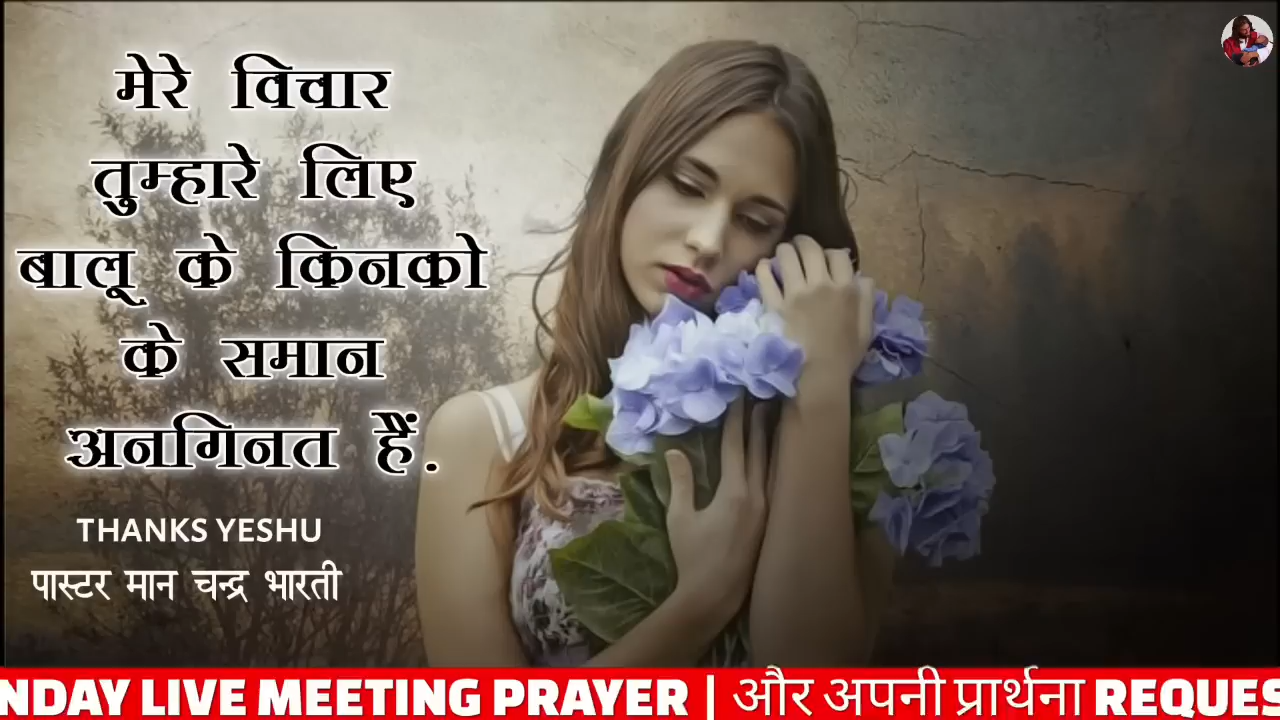 मेरे विचार
तुम्हारे लिए
बालू के किनको
के समान
अनगिनत हैं.
THANKS YESHU
पास्टर मान चन्द्र भारती
NDAY LIVE MEETING PRAYER | और अपनी प्रार्थना REQUES